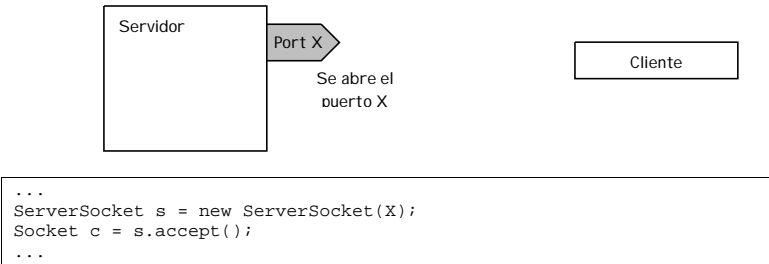 Servidor
Port X
Se abre el
puerto X
Cliente
...
ServerSocket s = new ServerSocket(X);
Socket c = s.accept();
...